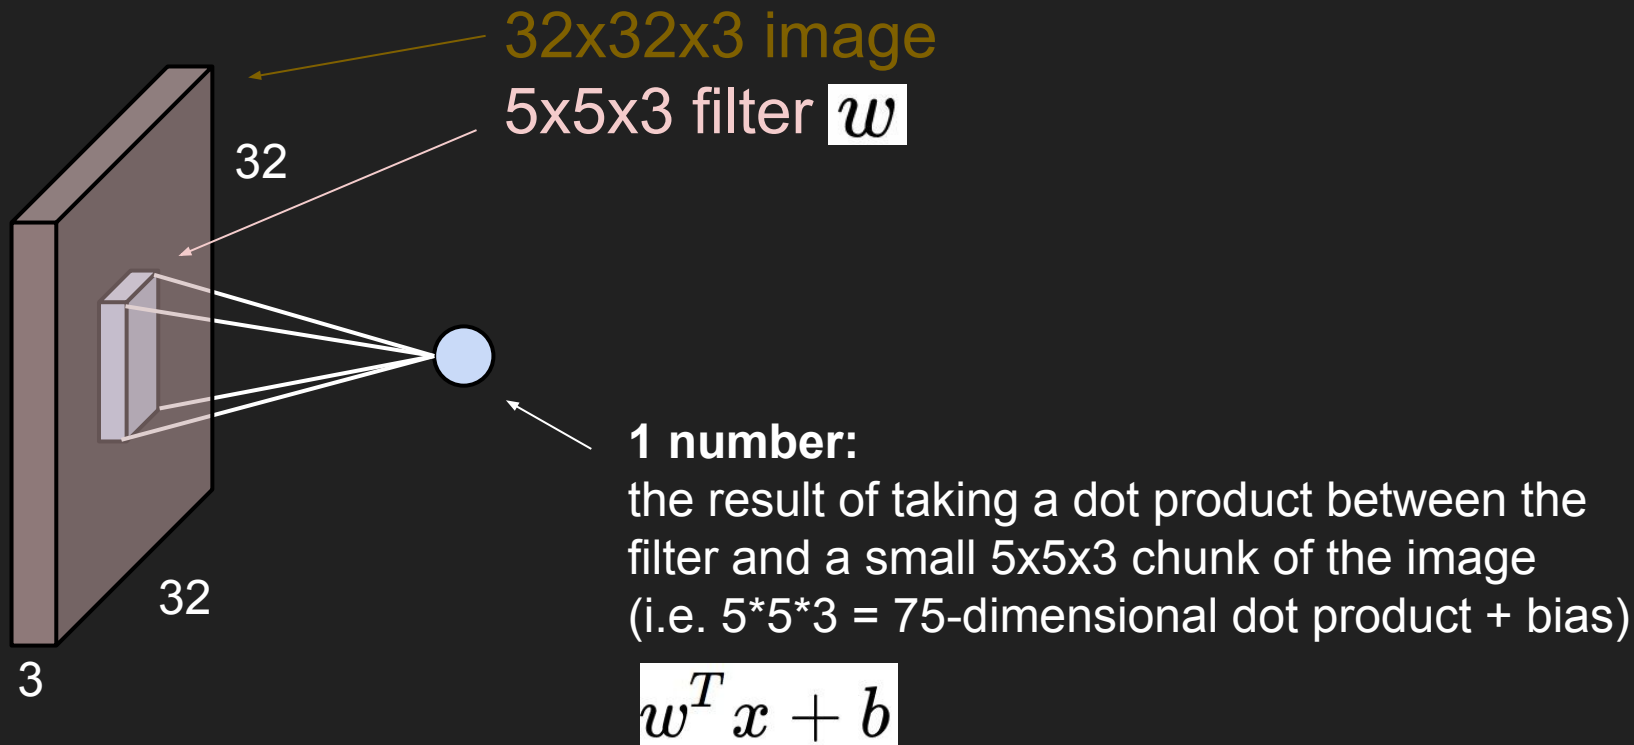 32x32x3 image
5x5x3 filter w
32
32
3
1 number:
the result of taking a dot product between the
filter and a small 5x5x3 chunk of the image
(i.e. 5*5*3 = 75-dimensional dot product + bias)
w^T x + b